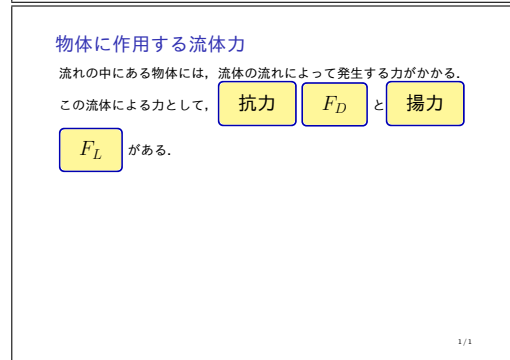 物体に作用する流体力
流れの中にある物体には，流体の流れによって発生する力がかかる．
この流体による力として， 抗力 F_D と 揚力
F_L がある．
1/1